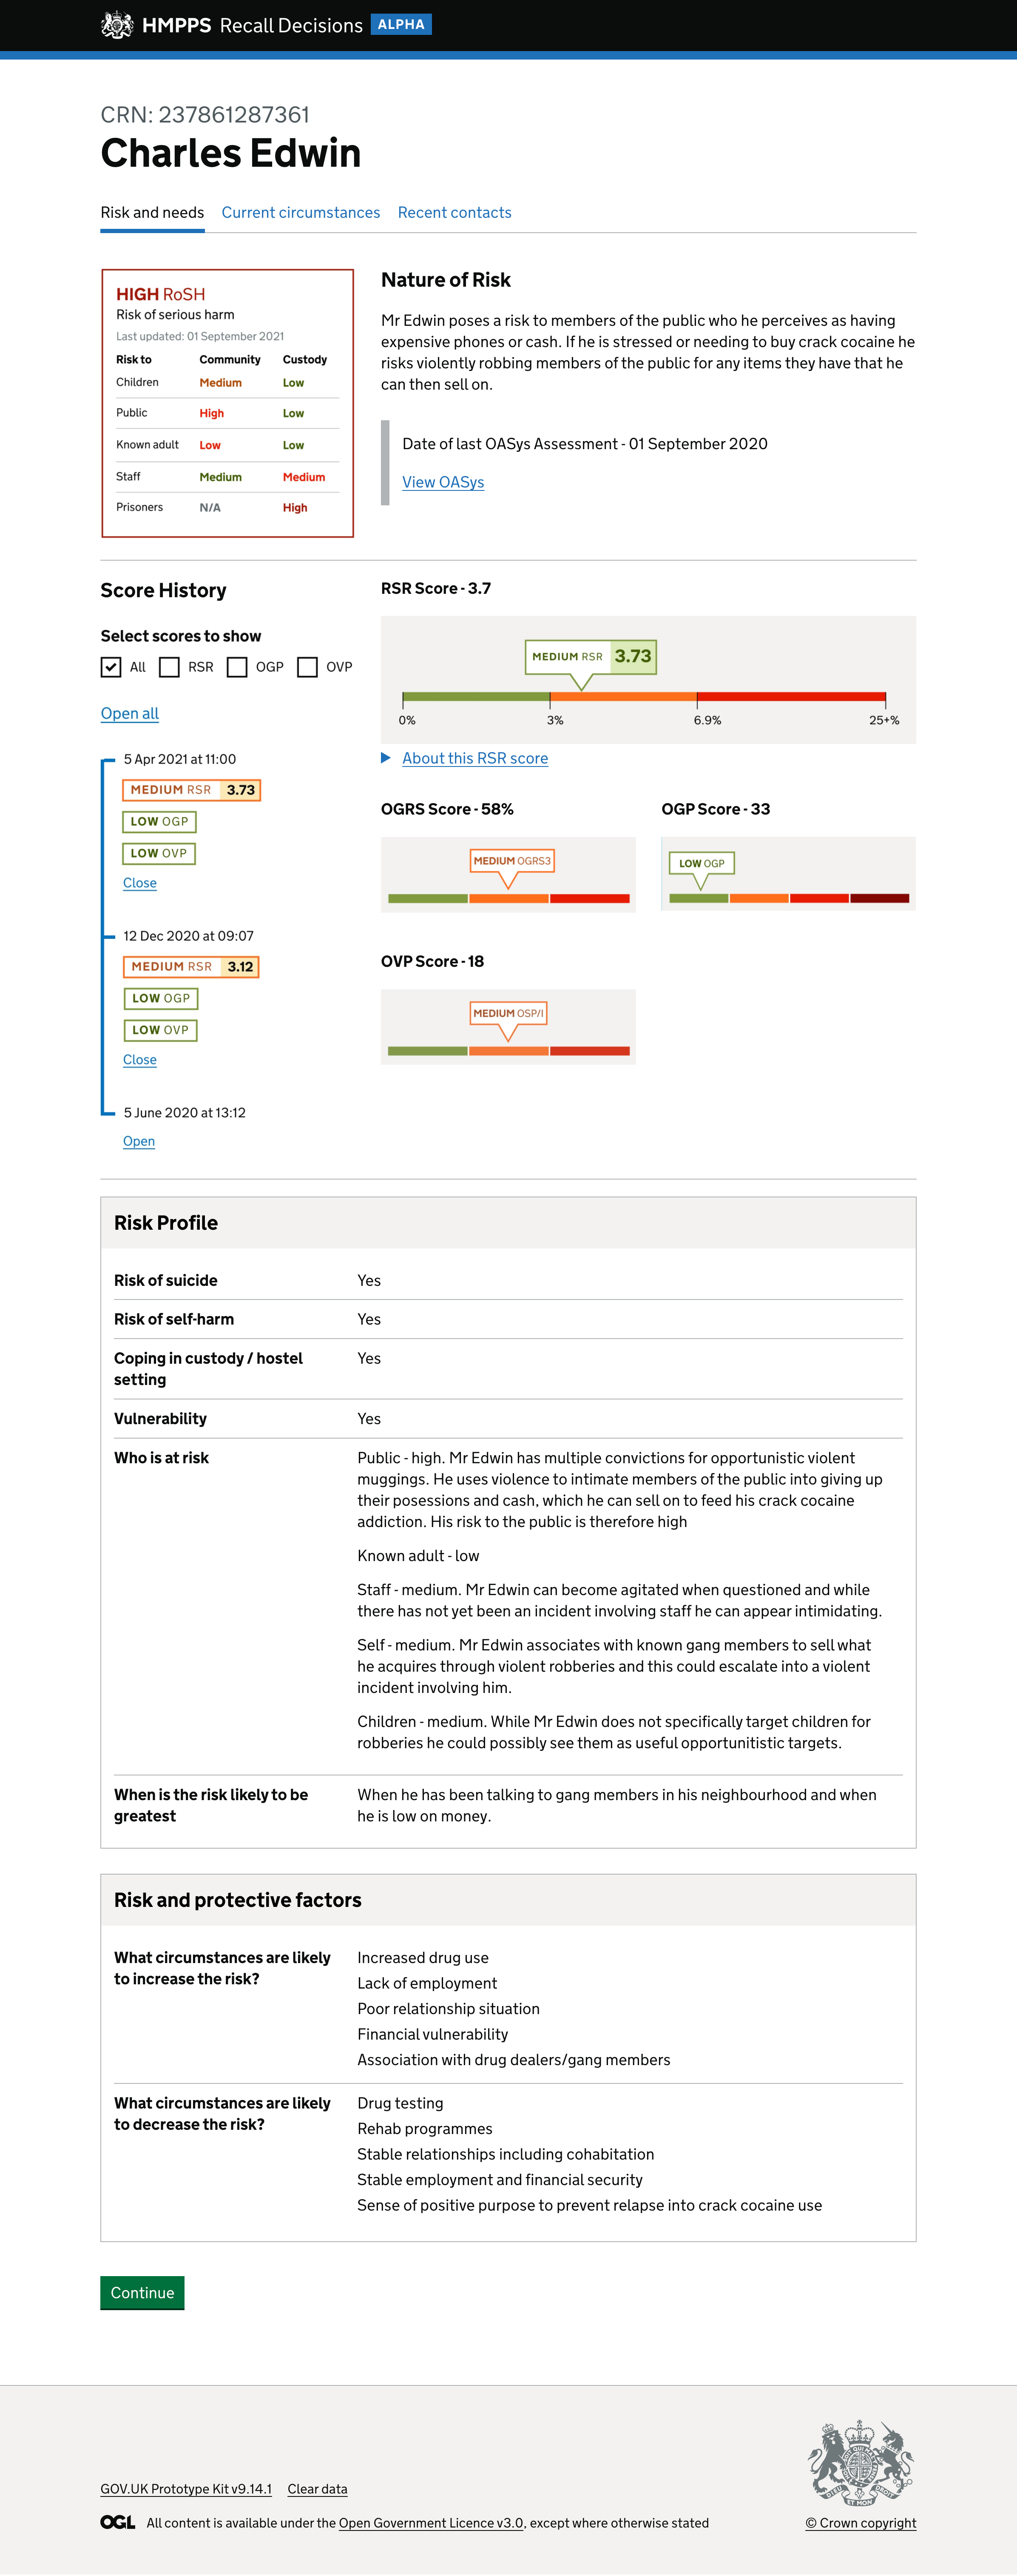 HMPPS Recall Decisions ALPHA
CRN: 237861287361
Charles Edwin
Risk and needs Current circumstances Recent contacts
HIGH RoSH
Risk of serious harm
Last updated: 01 September 2021
Risk to Community Custody
Children Medium Low
Public High Low
Known adult Low Low
Staff Medium Medium
Prisoners N/A High
Nature of Risk
Mr Edwin poses a risk to members of the public who he perceives as having
expensive phones or cash. If he is stressed or needing to buy crack cocaine he
risks violently robbing members of the public for any items they have that he
can then sell on.
Date of last OASys Assessment - 01 September 2020
View OASys
Score History
Select scores to show
All RSR OGP OVP
Open all
5 Apr 2021 at 11:00
MEDIUM RSR 3.73
LOW OGP
LOW OVP
Close
12 Dec 2020 at 09:07
MEDIUM RSR 3.12
LOW OGP
LOW OVP
Close
5 June 2020 at 13:12
Open
RSR Score - 3.7
MEDIUM RSR 3.73
0% 3% 6.9% 25+%
About this RSR score
OGRS Score - 58%
MEDIUM OGRS3
OGP Score - 33
LOW OGP
OVP Score - 18
MEDIUM OSP/I
Risk Profile
Risk of suicide Yes
Risk of self-harm Yes
Coping in custody / hostel
setting
Yes
Vulnerability Yes
Who is at risk
Public - high. Mr Edwin has multiple convictions for opportunistic violent
muggings. He uses violence to intimate members of the public into giving up
their posessions and cash, which he can sell on to feed his crack cocaine
addiction. His risk to the public is therefore high
Known adult - low
Staff - medium. Mr Edwin can become agitated when questioned and while
there has not yet been an incident involving staff he can appear intimidating.
Self - medium. Mr Edwin associates with known gang members to sell what
he acquires through violent robberies and this could escalate into a violent
incident involving him.
Children - medium. While Mr Edwin does not specifically target children for
robberies he could possibly see them as useful opportunitistic targets.
When is the risk likely to be
greatest
When he has been talking to gang members in his neighbourhood and when
he is low on money.
Risk and protective factors
What circumstances are likely
to increase the risk?
Increased drug use
Lack of employment
Poor relationship situation
Financial vulnerability
Association with drug dealers/gang members
What circumstances are likely
to decrease the risk?
Drug testing
Rehab programmes
Stable relationships including cohabitation
Stable employment and financial security
Sense of positive purpose to prevent relapse into crack cocaine use
Continue
GOV.UK Prototype Kit v9.14.1 Clear data
OGL All content is available under the Open Government Licence v3.0, except where otherwise stated
© Crown copyright